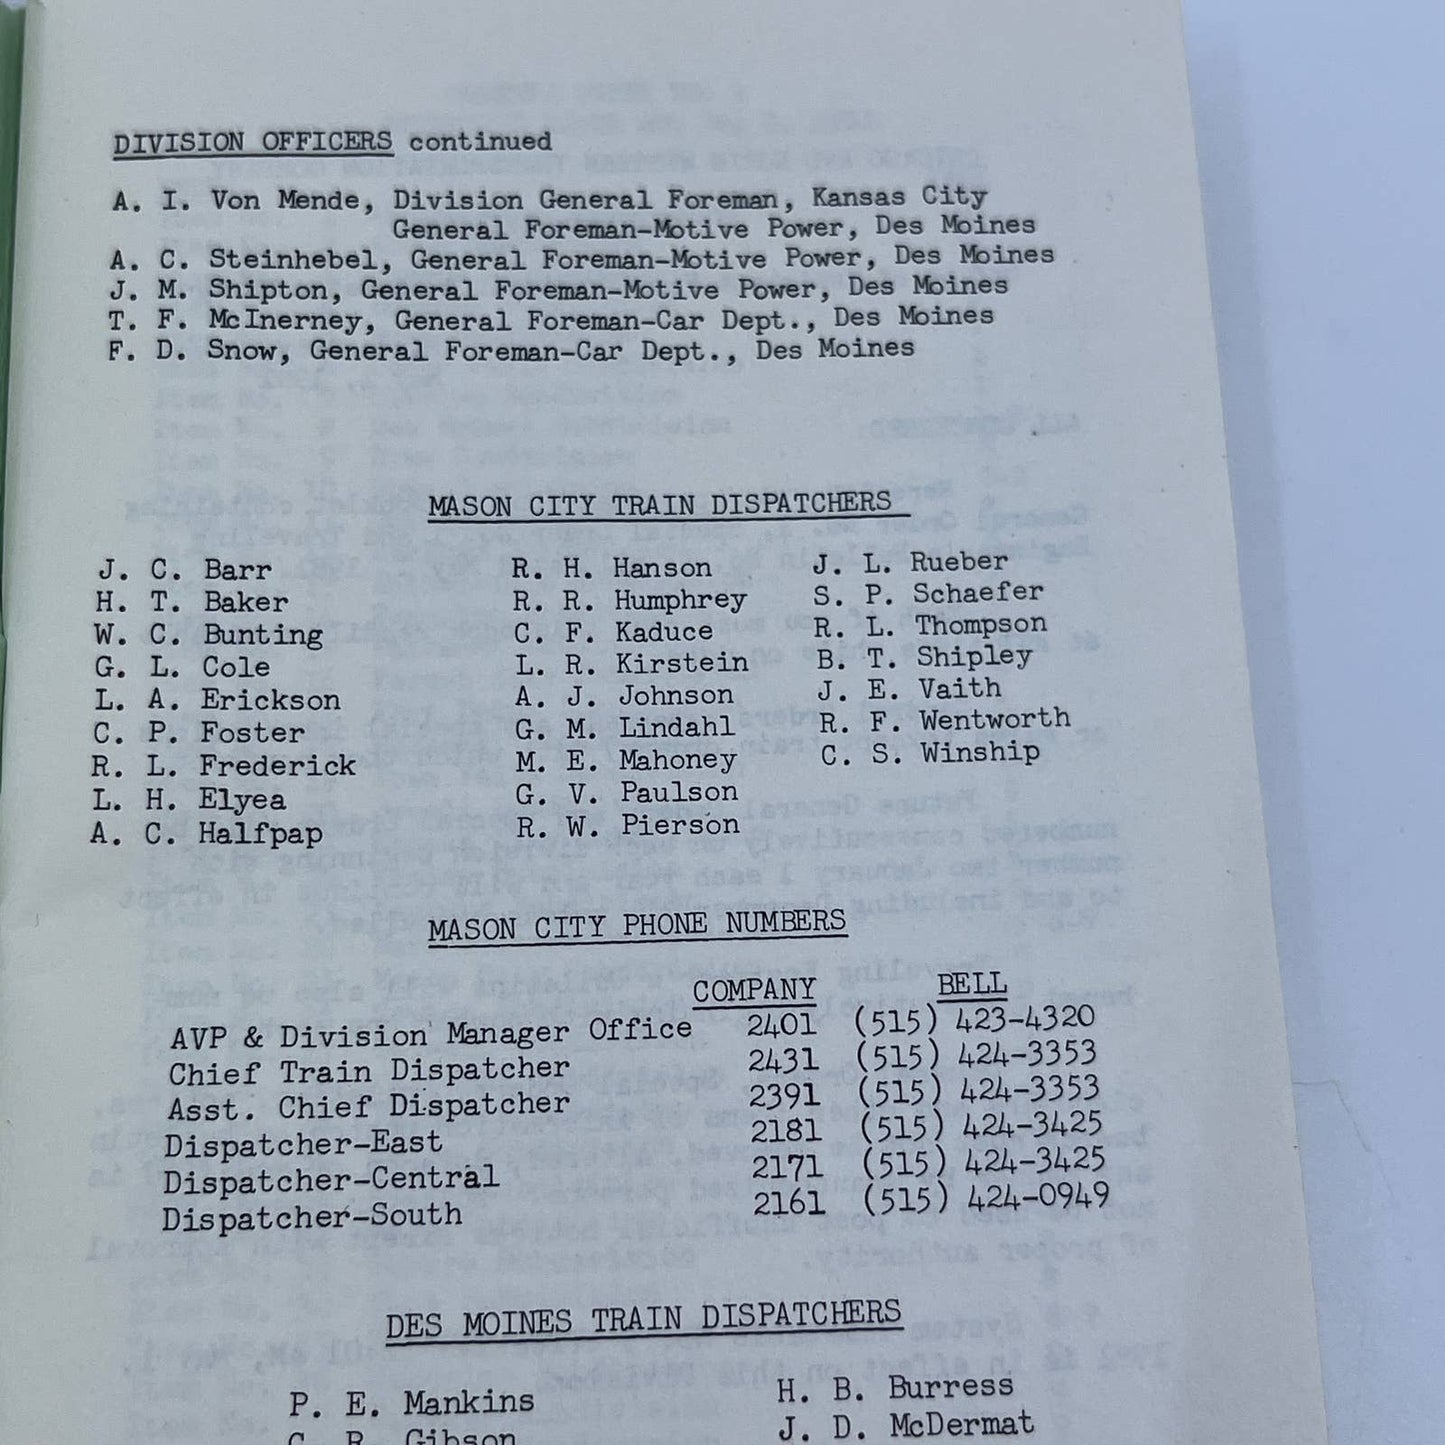 DIVISION OFFICERS continued
A. I. Von Mende, Division General Foreman, Kansas City
General Foreman-Motive Power, Des Moines
A. C. Steinhebel, General Foreman-Motive Power, Des Moines
J. M. Shipton, General Foreman-Motive Power, Des Moines
T. F. McInerney, General Foreman-Car Dept., Des Moines
F. D. Snow, General Foreman-Car Dept., Des Moines
MASON CITY TRAIN DISPATCHERS
J. C. Barr R. H. Hanson J. L. Rueber
H. T. Baker R. R. Humphrey S. P. Schaefer
W. C. Bunting C. F. Kaduce R. L. Thompson
G. L. Cole L. R. Kirstein B. T. Shipley
L. A. Erickson A. J. Johnson J. E. Vaith
C. P. Foster G. M. Lindahl R. F. Wentworth
R. L. Frederick M. E. Mahoney C. S. Winship
L. H. Elyea G. V. Paulson
A. C. Halfpap R. W. Pierson
MASON CITY PHONE NUMBERS
COMPANY BELL
AVP & Division Manager Office 2401 (515) 423-4320
Chief Train Dispatcher 2431 (515) 424-3353
Asst. Chief Dispatcher 2391 (515) 424-3353
Dispatcher-East 2181 (515) 424-3425
Dispatcher-Central 2171 (515) 424-3425
Dispatcher-South 2161 (515) 424-0949
DES MOINES TRAIN DISPATCHERS
P. E. Mankins H. B. Burress
C. R. Gibson J. D. McDermat